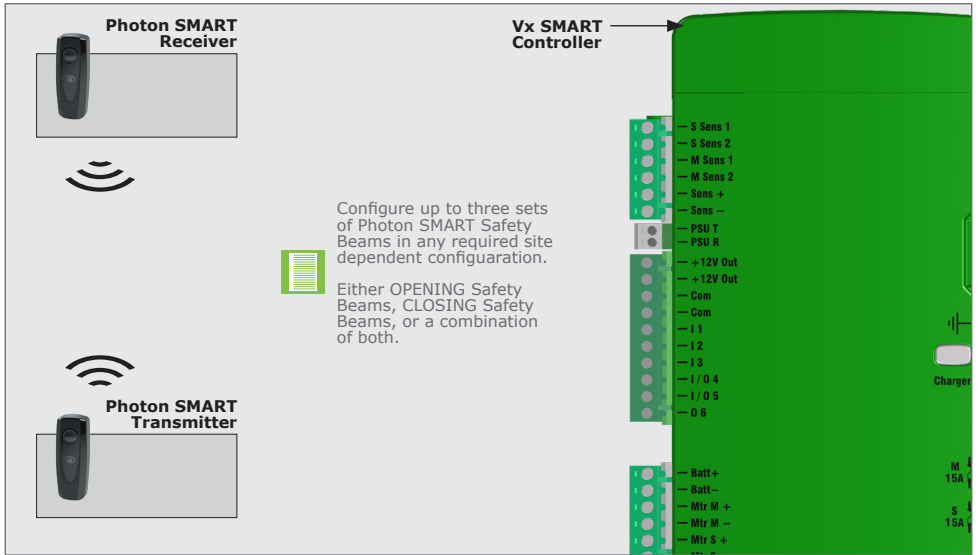 Photon SMART
Receiver
Vx SMART
Controller
S Sens 1
S Sens 2
M Sens 1
M Sens 2
Sens +
Sens –
PSU T
PSU R
+12V Out
+12V Out
Com
Com
I 1
I 2
I 3
I / O 4
I / O 5
O 6
Configure up to three sets
of Photon SMART Safety
Beams in any required site
dependent configuaration.
Either OPENING Safety
Beams, CLOSING Safety
Beams, or a combination
of both.
Charger
Photon SMART
Transmitter
Batt+
Batt–
Mtr M +
Mtr M –
Mtr S +
M
15A
S
15A